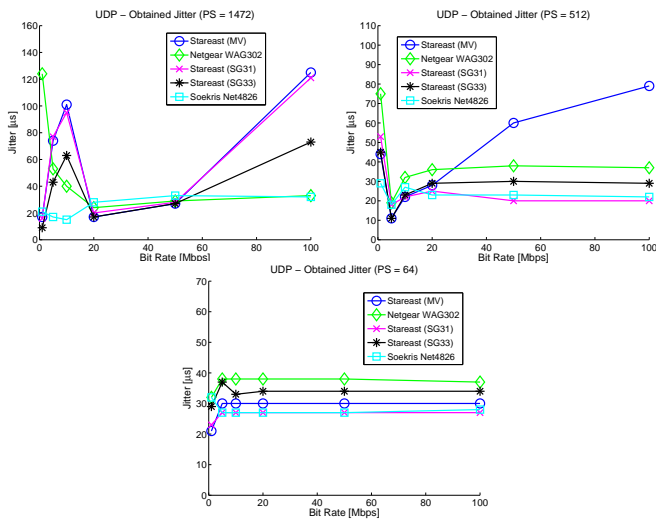 UDP − Obtained Jitter (PS = 1472)
160
140
120
100
80
60
40
20
0
Jitter [µs]
0 20 40 60 80 100
Bit Rate [Mbps]
Stareast (MV)
Netgear WAG302
Stareast (SG31)
Stareast (SG33)
Soekris Net4826
UDP − Obtained Jitter (PS = 512)
110
100
90
80
70
60
50
40
30
20
10
0
Jitter [µs]
0 20 40 60 80 100
Bit Rate [Mbps]
Stareast (MV)
Netgear WAG302
Stareast (SG31)
Stareast (SG33)
Soekris Net4826
UDP − Obtained Jitter (PS = 64)
70
60
50
40
30
20
10
0
Jitter [µs]
0 20 40 60 80 100
Bit Rate [Mbps]
Stareast (MV)
Netgear WAG302
Stareast (SG31)
Stareast (SG33)
Soekris Net4826